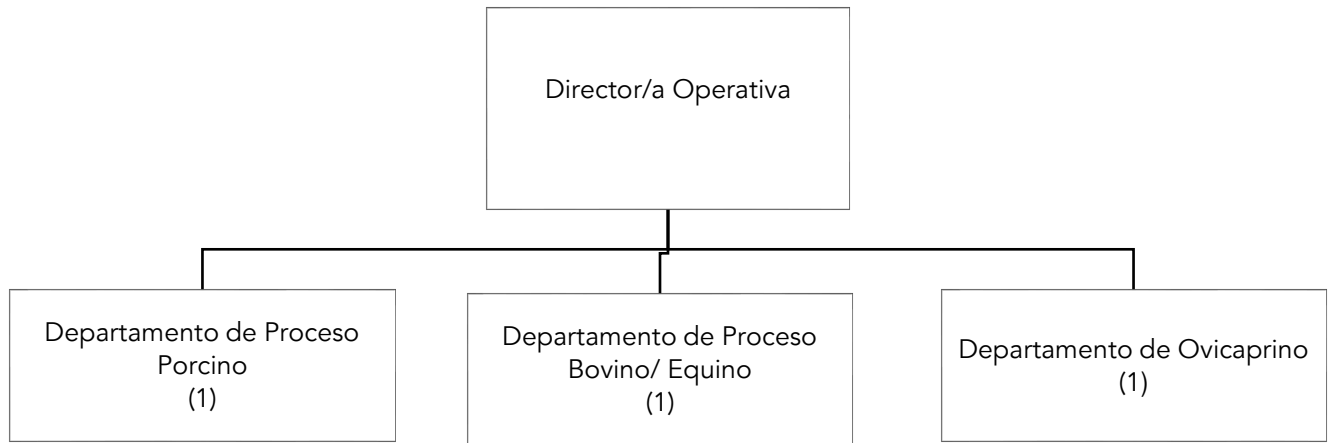 Director/a Operativa
Departamento de Proceso
Porcino
(1)
Departamento de Proceso
Bovino/ Equino
(1)
Departamento de Ovicaprino
(1)